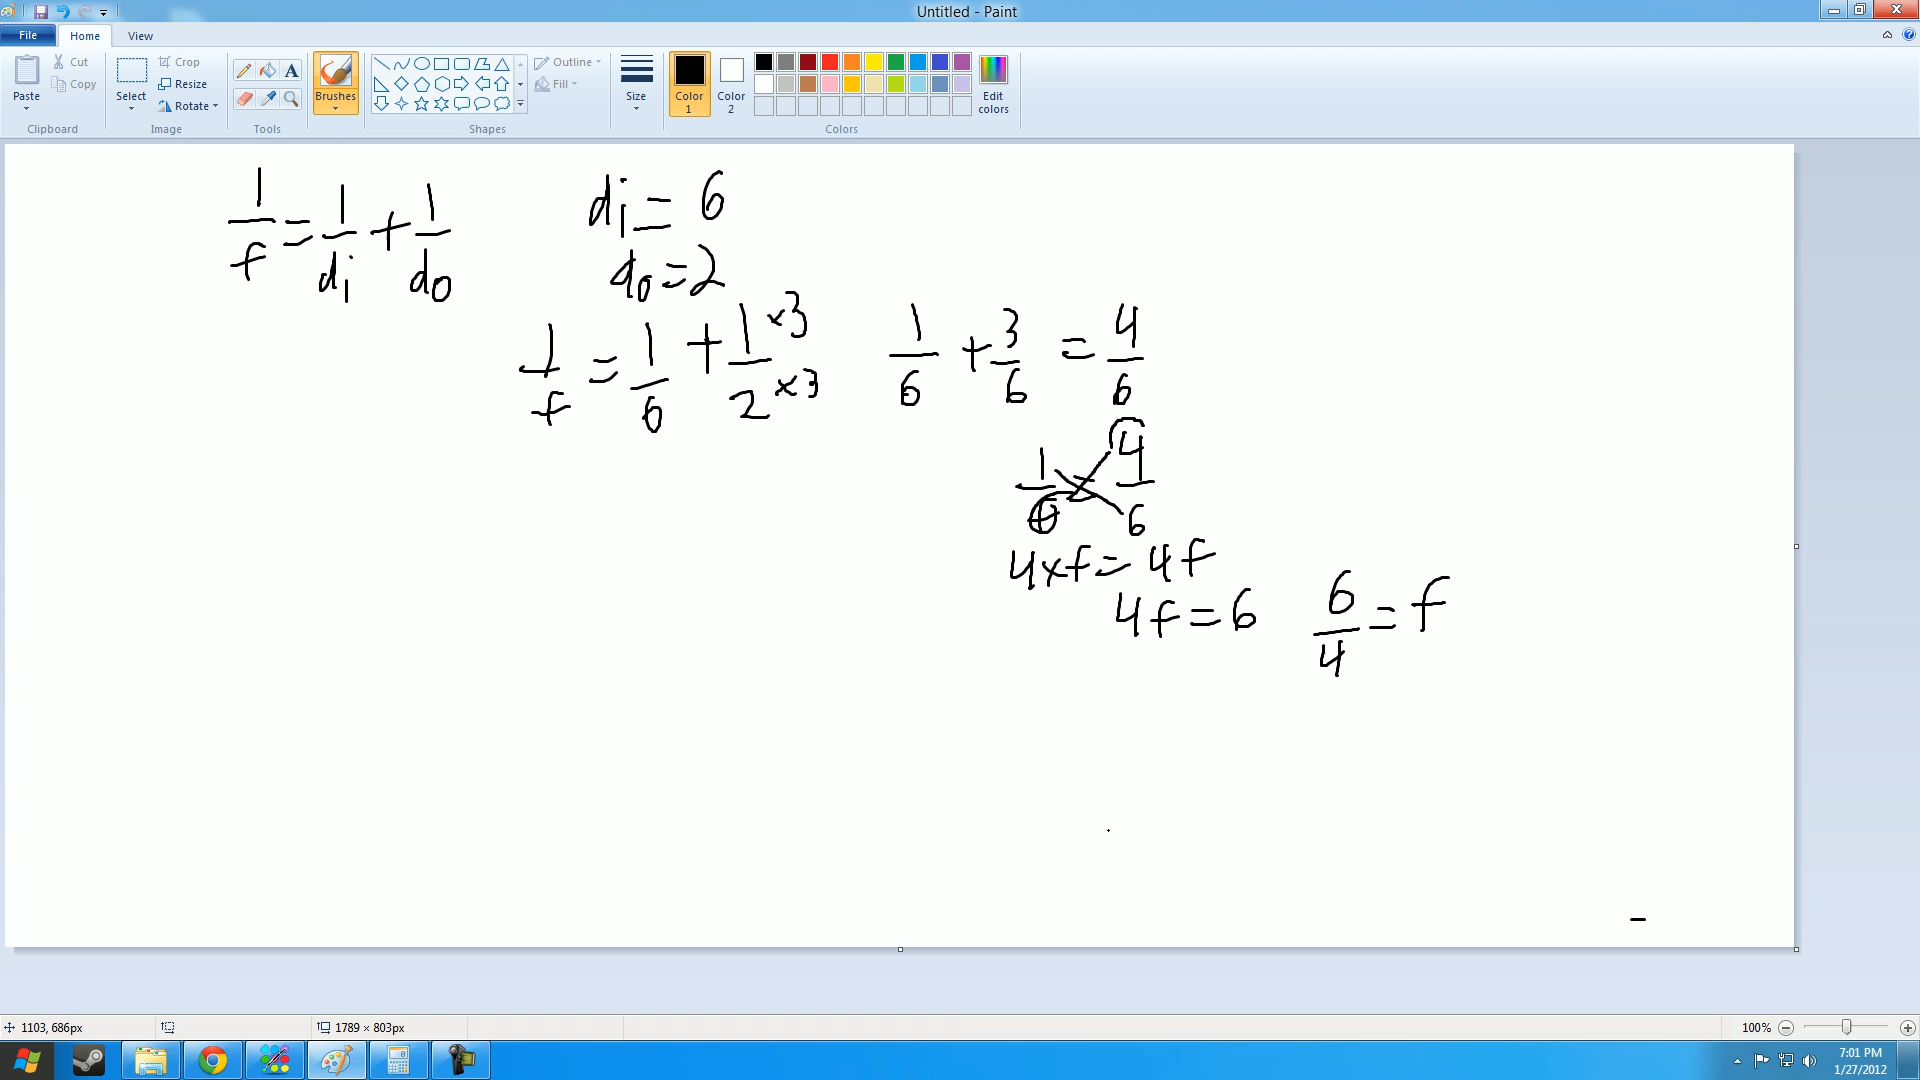 Untitled - Paint
File Home View
Paste Cut Copy Select Crop Resize Rotate Brushes Outline Fill Size Color 1 Color 2 Edit colors
Clipboard Image Tools Shapes Colors
1/f = 1/di + 1/do
di = 6
do = 2
1/f = 1/6 + 1/2 ×3 ×3 1/6 + 3/6 = 4/6
1/f = 4/6
4xf = 4f
4f = 6 6/4 = f
1103, 686px 1789 × 803px 100%
7:01 PM
1/27/2012